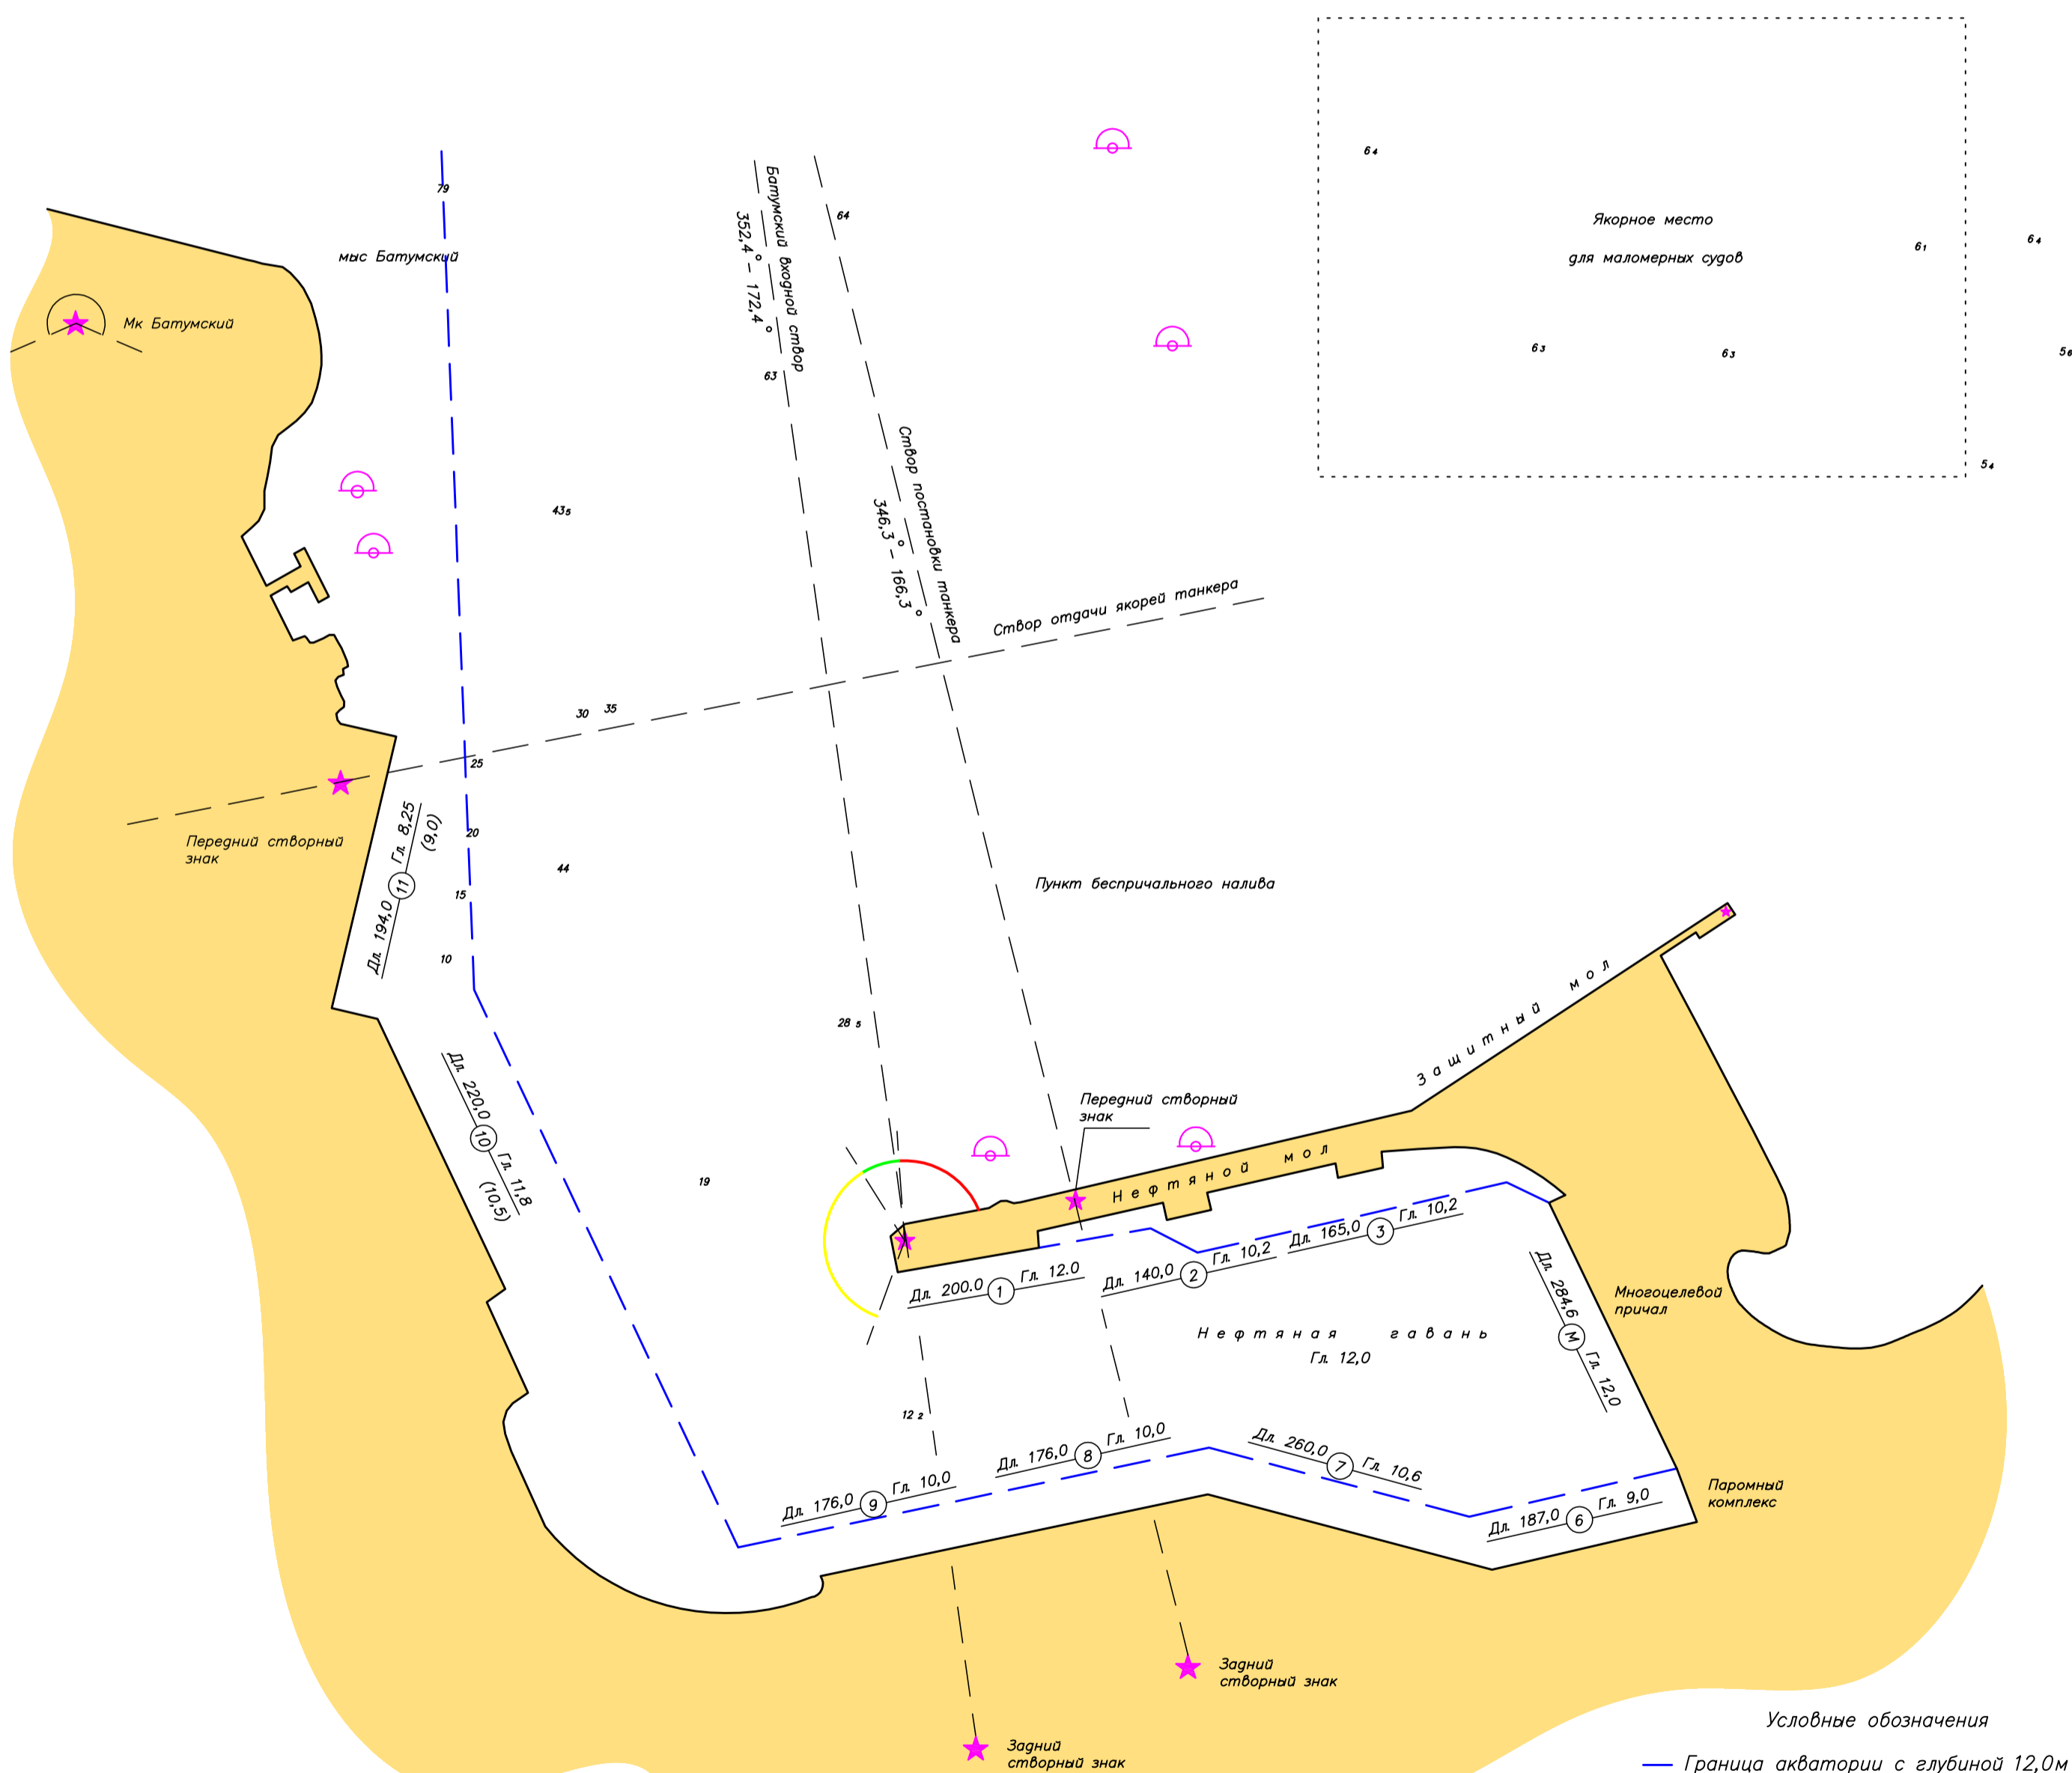 6₄
79
64
Якорное место
для маломерных судов
6₁
6₄
мыс Батумский
Батумский входной створ
352,4° - 172,4°
Мк Батумский
63
6₃
6₃
5₆
5₄
43₅
Створ постановки танкера
346,3° - 166,3°
Створ отдачи якорей танкера
30
35
25
20
15
10
44
Передний створный
знак
Дл. 194,0 11 Гл. 8,25
(9,0)
Пункт беспричального налива
28₅
Защитный мол
Дл. 220,0 10 Гл. 11,8
(10,5)
Передний створный
знак
19
Нефтяной мол
Дл. 200.0 1 Гл. 12.0
Дл. 140,0 2 Гл. 10,2
Дл. 165,0 3 Гл. 10,2
Дл. 284,6 М Гл. 12,0
Многоцелевой
причал
Нефтяная гавань
Гл. 12,0
12₂
Дл. 176,0 9 Гл. 10,0
Дл. 176,0 8 Гл. 10,0
Дл. 260,0 7 Гл. 10,6
Дл. 187,0 6 Гл. 9,0
Паромный
комплекс
Задний
створный знак
Задний
створный знак
Условные обозначения
Граница акватории с глубиной 12,0м